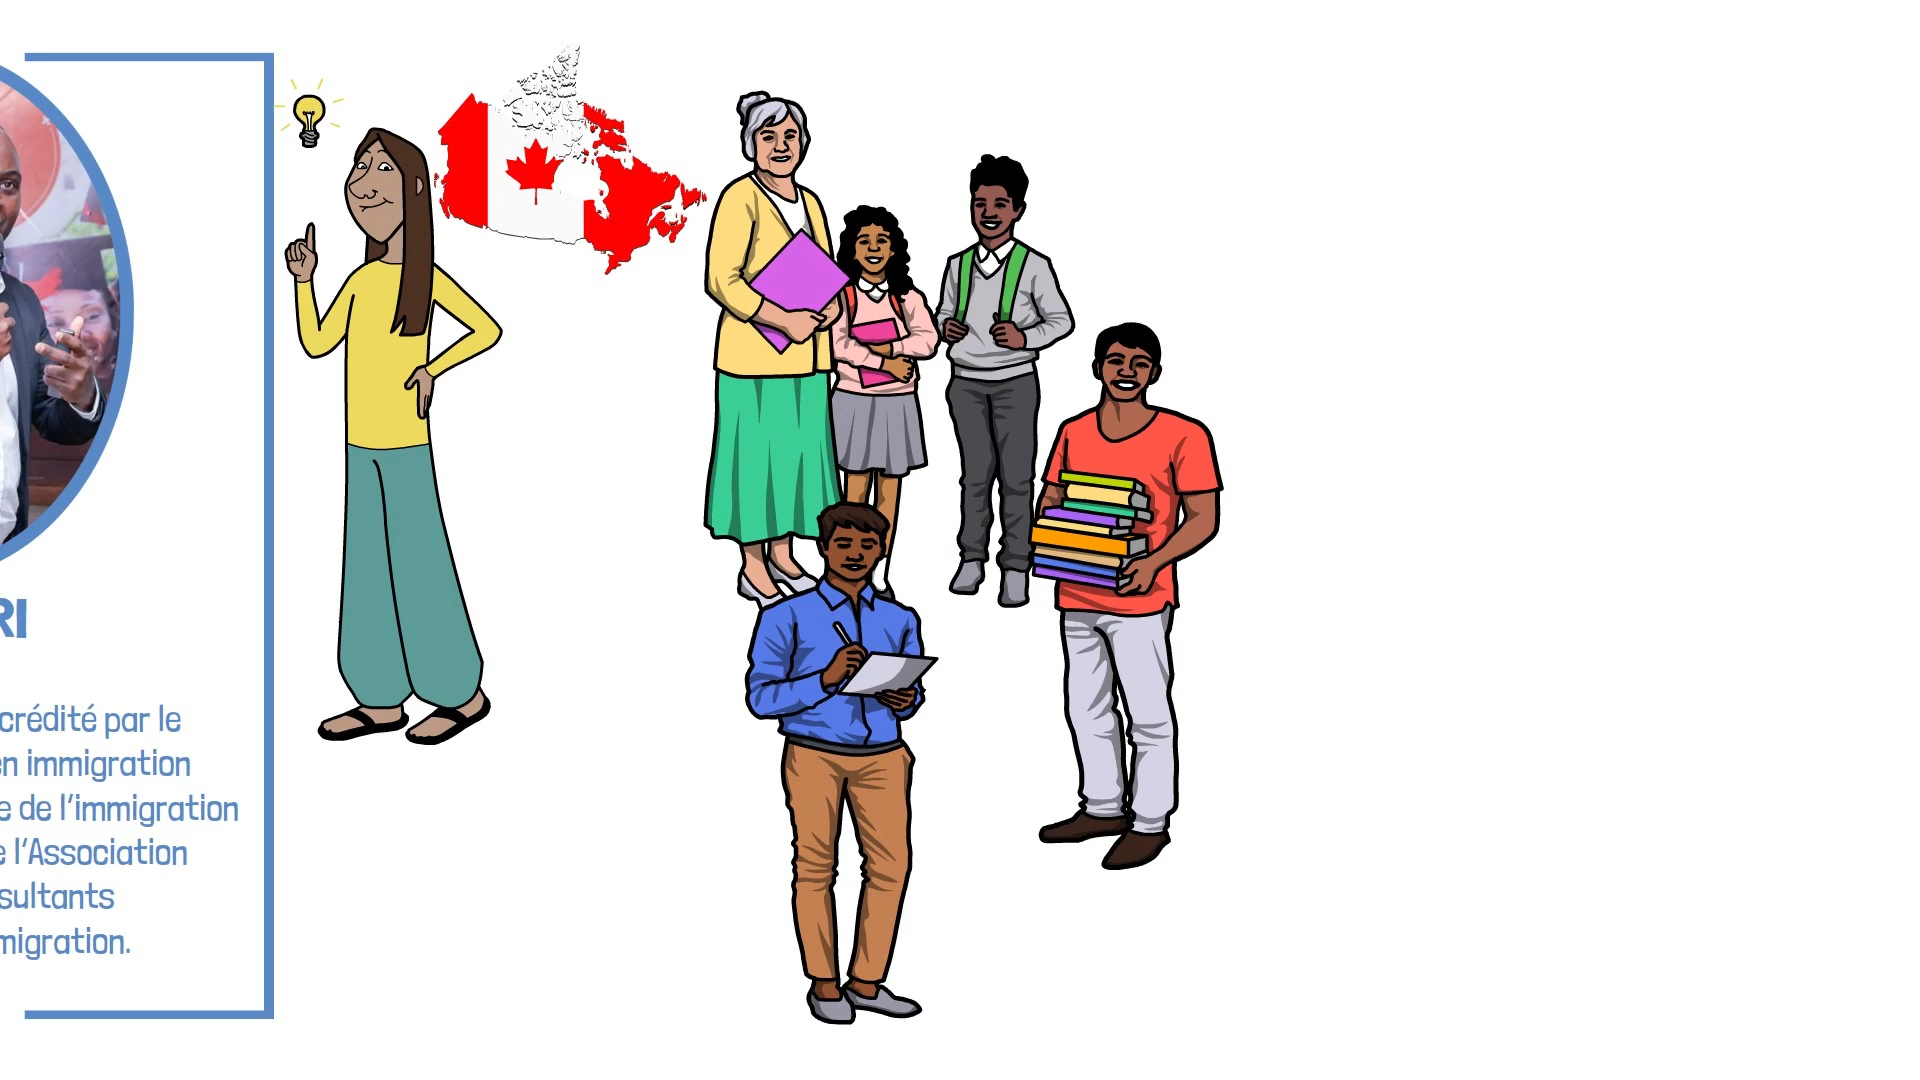 RI
crédité par le
en immigration
e de l'immigration
e l'Association
sultants
migration.